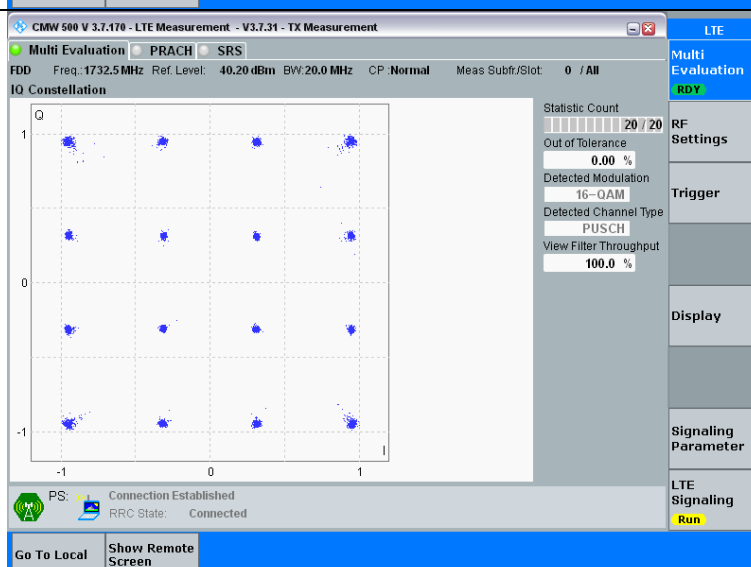 CMW 500 V 3.7.170 - LTE Measurement - V3.7.31 - TX Measurement
LTE
Multi Evaluation PRACH SRS
FDD Freq.:1732.5 MHz Ref. Level: 40.20 dBm BW:20.0 MHz CP :Normal Meas Subfr./Slot: 0 / All
IQ Constellation
Q
1
0
-1
I
-1 0 1
Statistic Count
20 / 20
Out of Tolerance
0.00 %
Detected Modulation
16-QAM
Detected Channel Type
PUSCH
View Filter Throughput
100.0 %
Multi
Evaluation
RDY
RF
Settings
Trigger
Display
Signaling
Parameter
LTE
Signaling
Run
PS: Connection Established
RRC State: Connected
Go To Local
Show Remote
Screen